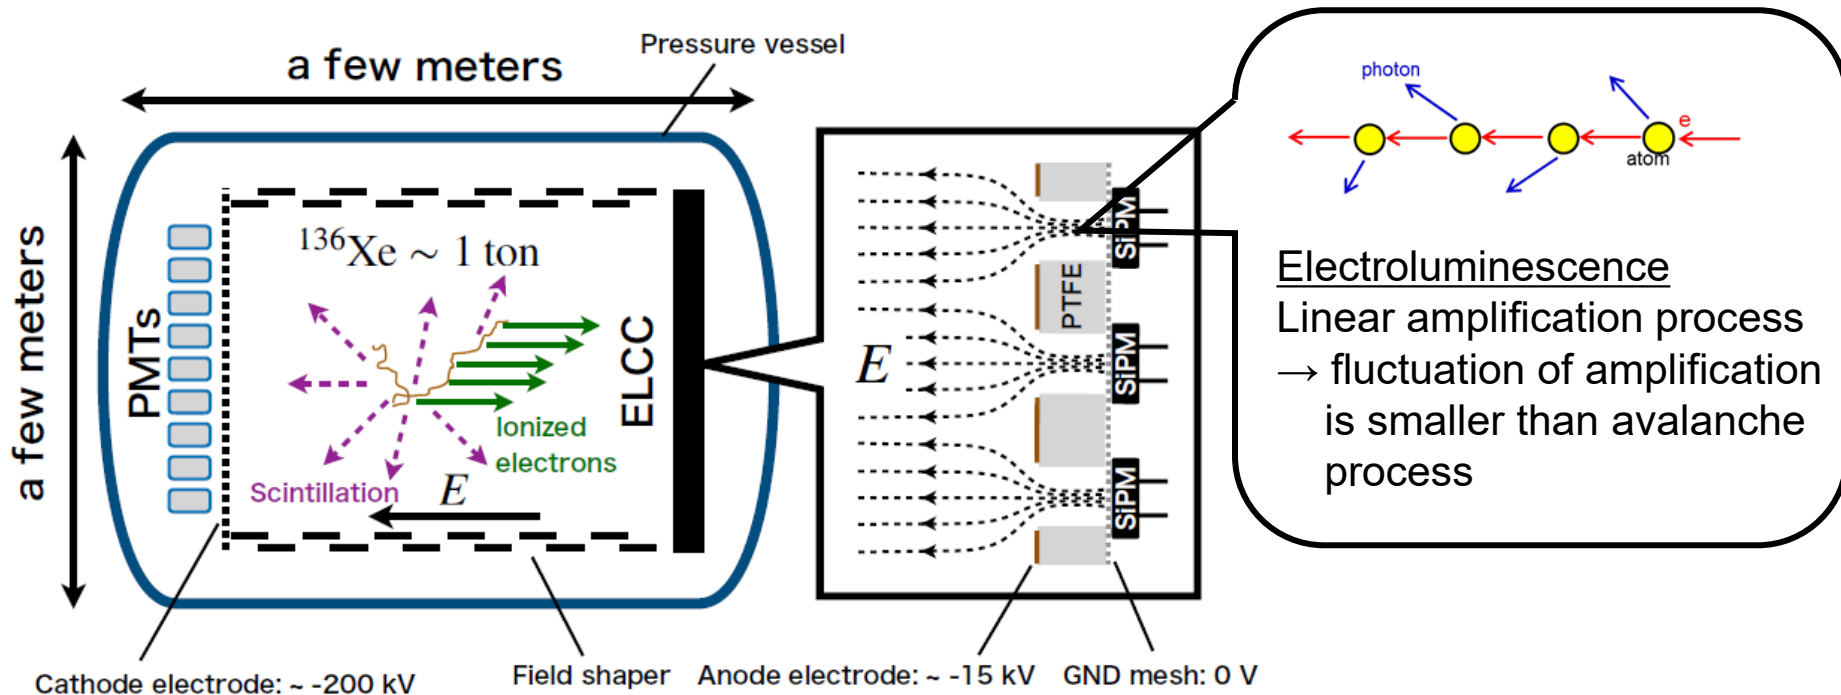 Pressure vessel
a few meters
a few meters
PMTs
¹³⁶Xe ∼ 1 ton
Ionized
electrons
Scintillation
E
ELCC
Cathode electrode: ~ -200 kV
Field shaper
E
PTFE
SiPM
SiPM
SiPM
Anode electrode: ~ -15 kV
GND mesh: 0 V
photon
e
atom
Electroluminescence
Linear amplification process
→ fluctuation of amplification
is smaller than avalanche
process